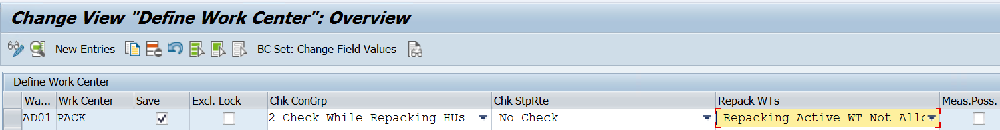 Change View "Define Work Center": Overview
New Entries BC Set: Change Field Values
Define Work Center
Wa... Wrk Center Save Excl. Lock Chk ConGrp Chk StpRte Repack WTs Meas.Poss.
AD01 PACK 2 Check While Repacking HUs . No Check Repacking Active WT Not Allo